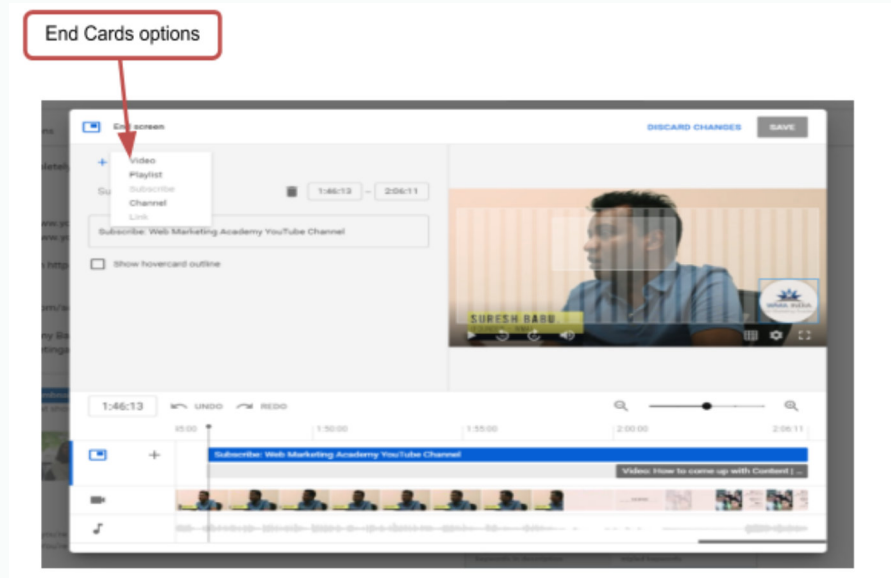 End Cards options
End screen
DISCARD CHANGES
SAVE
+
Video
Playlist
Subscribe
Channel
Link
Su
1:46:13 – 2:06:11
Subscribe: Web Marketing Academy YouTube Channel
Show hovercard outline
SURESH BABU
WMA INDIA
1:46:13 UNDO REDO
1:50:00 1:55:00 2:00:00 2:06:11
+ Subscribe: Web Marketing Academy YouTube Channel
Video: How to come up with Content | ...